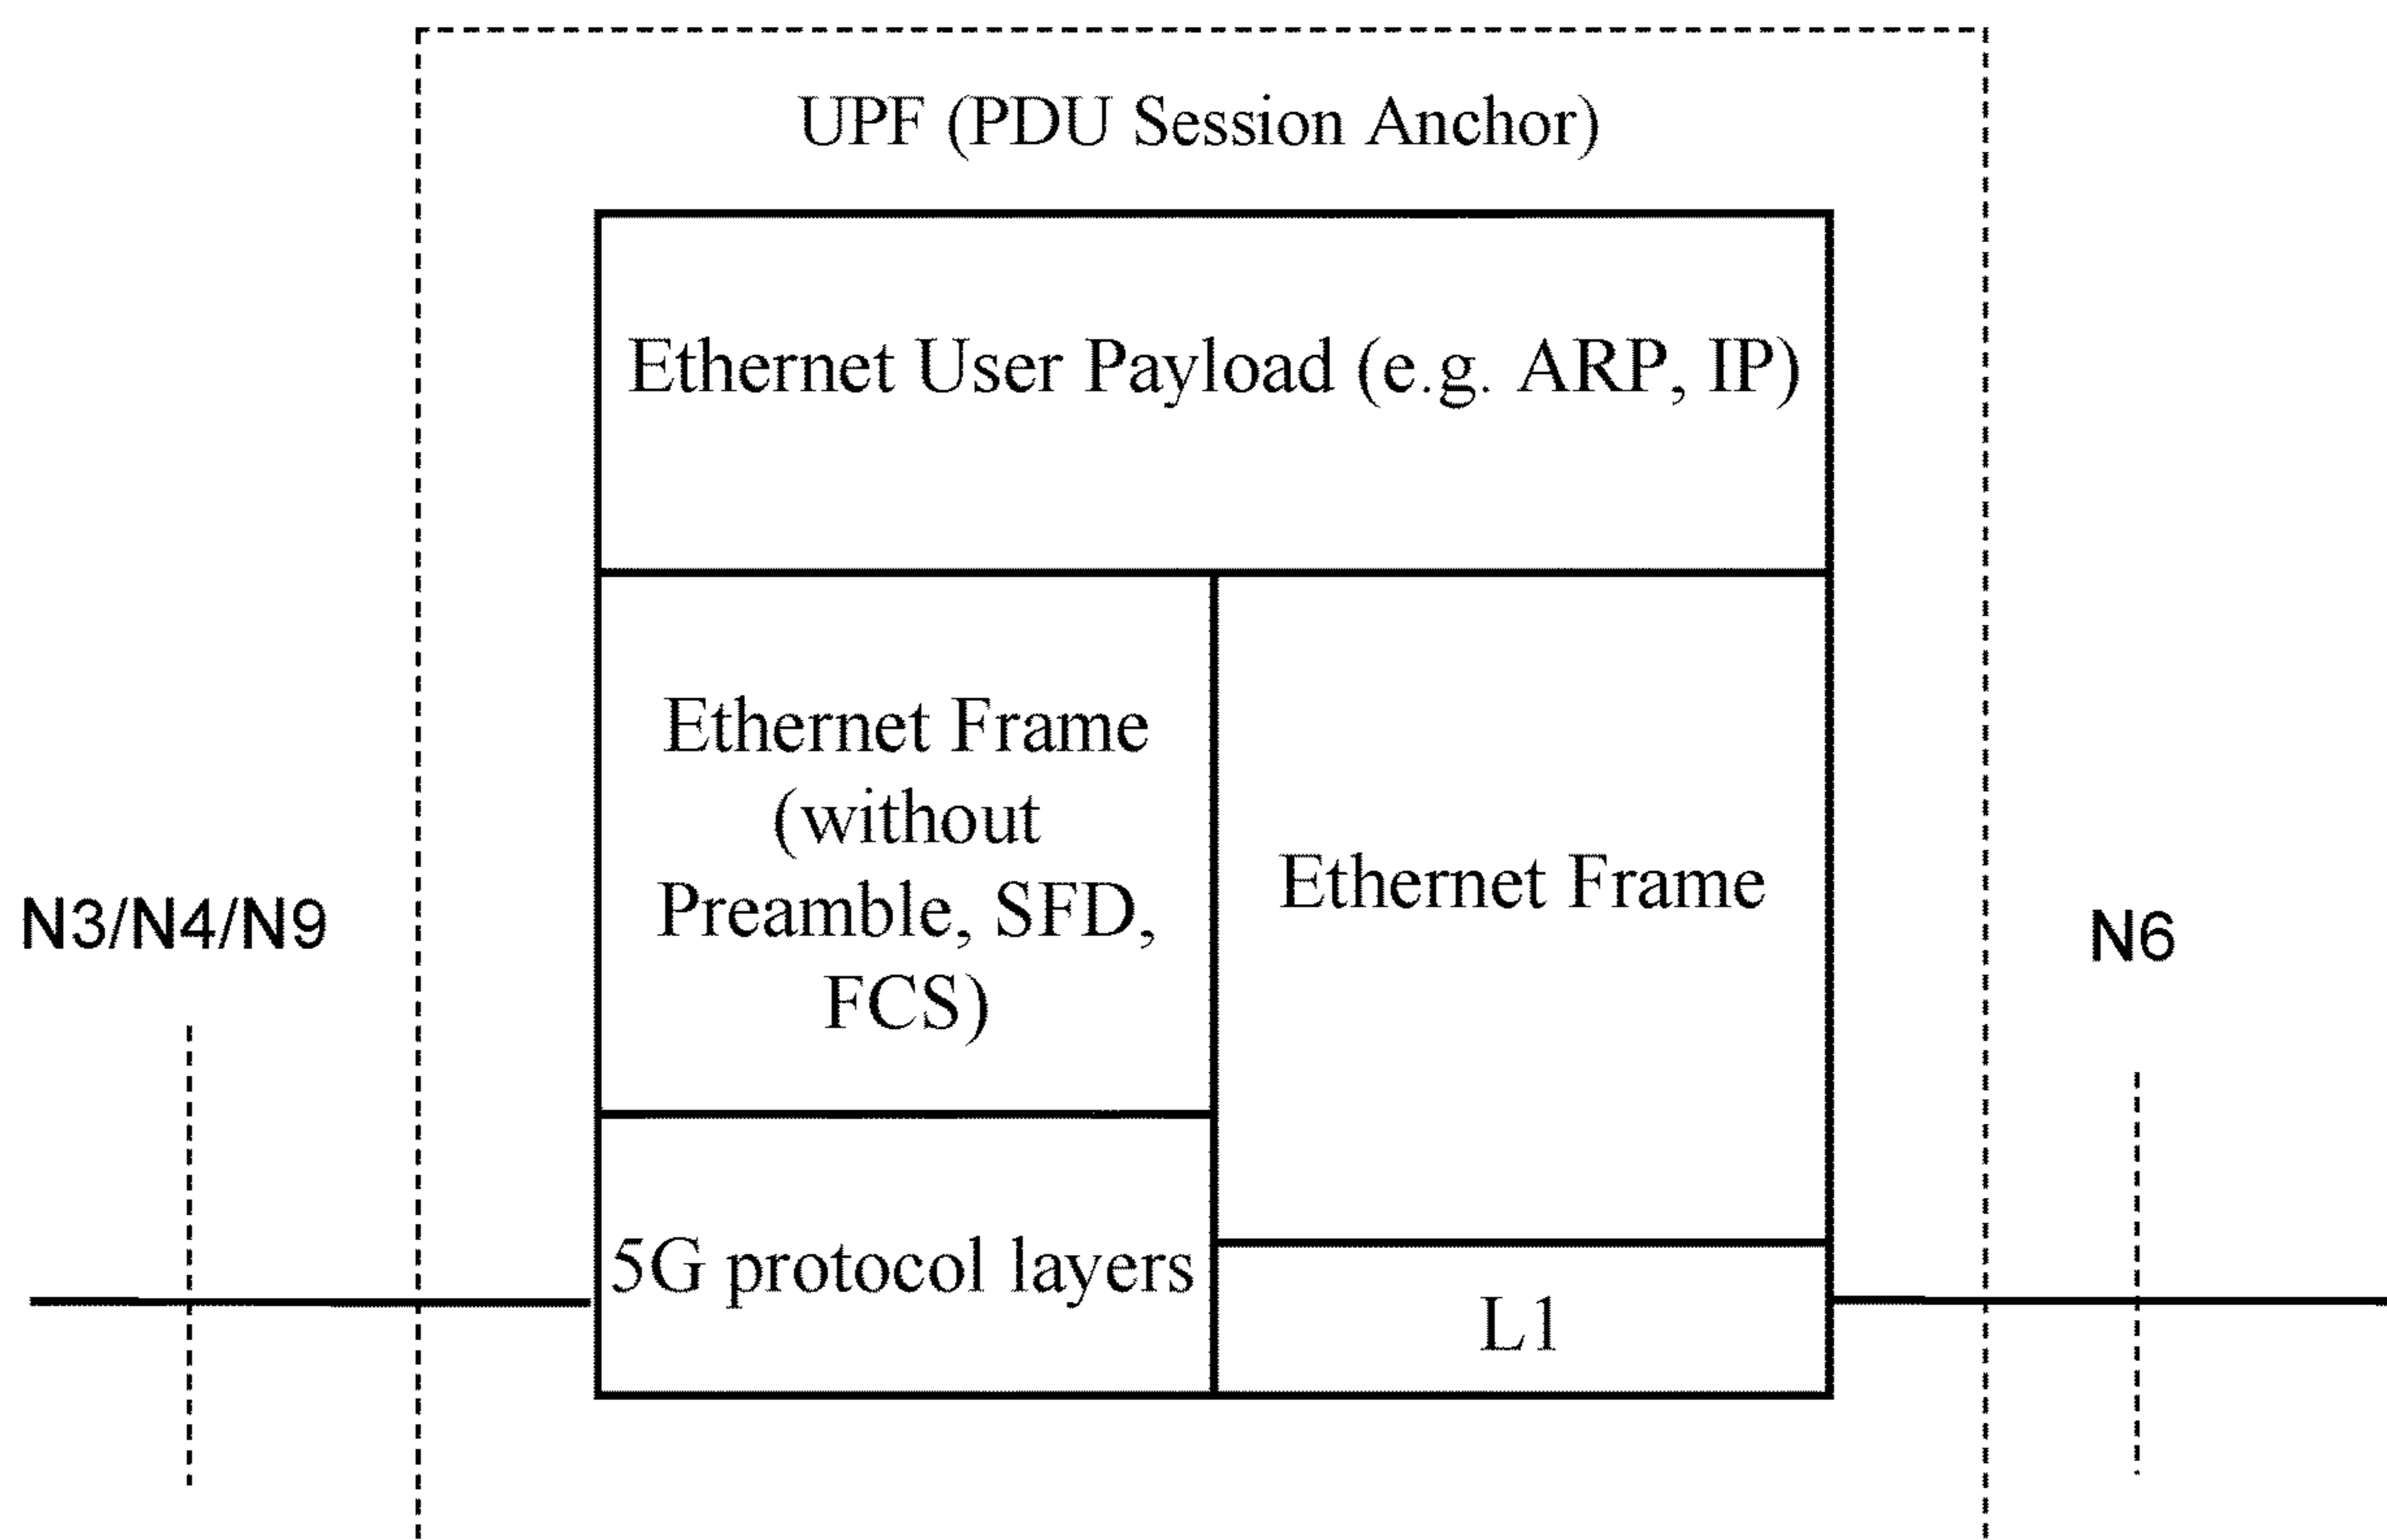 UPF (PDU Session Anchor)
Ethernet User Payload (e.g. ARP, IP)
Ethernet Frame
(without
Preamble, SFD,
FCS)
Ethernet Frame
N3/N4/N9
N6
5G protocol layers
L1